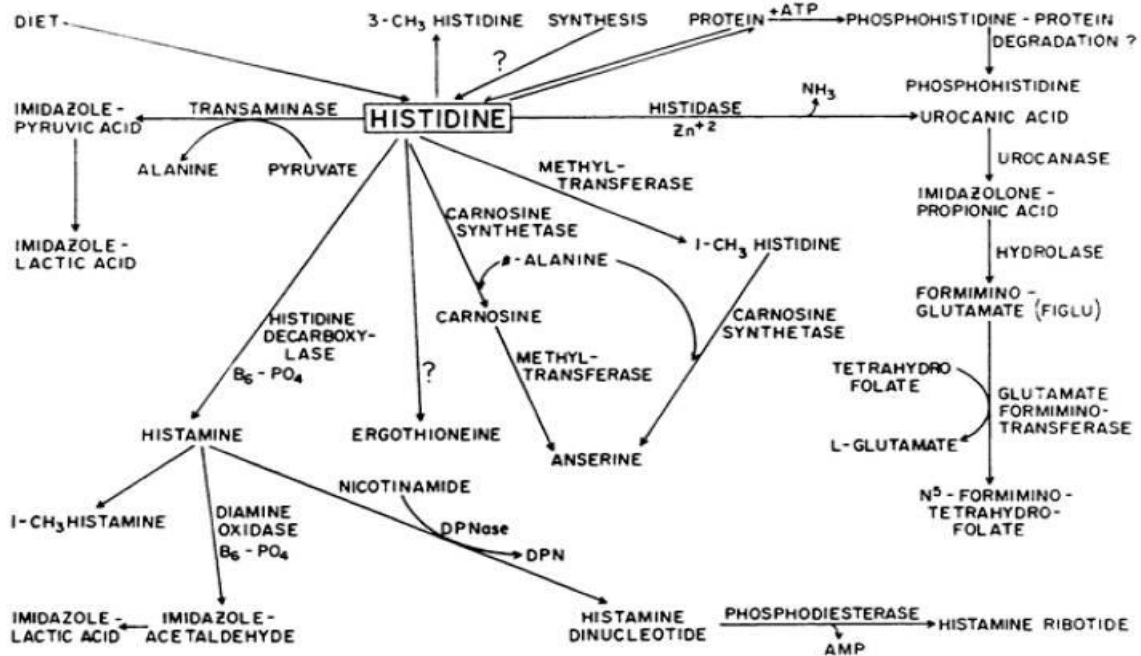 DIET
3-CH₃ HISTIDINE
SYNTHESIS
PROTEIN
+ATP
PHOSPHOHISTIDINE - PROTEIN
DEGRADATION ?
?
PHOSPHOHISTIDINE
IMIDAZOLE -
PYRUVIC ACID
TRANSAMINASE
HISTIDINE
HISTIDASE
Zn⁺²
NH₃
UROCANIC ACID
ALANINE
PYRUVATE
METHYL-
TRANSFERASE
UROCANASE
IMIDAZOLONE -
PROPIONIC ACID
CARNOSINE
SYNTHETASE
IMIDAZOLE -
LACTIC ACID
1-CH₃ HISTIDINE
β-ALANINE
HYDROLASE
FORMIMINO -
GLUTAMATE (FIGLU)
HISTIDINE
DECARBOXY-
LASE
B₆ - PO₄
CARNOSINE
CARNOSINE
SYNTHETASE
METHYL-
TRANSFERASE
?
TETRAHYDRO
FOLATE
GLUTAMATE
FORMIMINO-
TRANSFERASE
L-GLUTAMATE
HISTAMINE
ERGOTHIONEINE
ANSERINE
NICOTINAMIDE
N⁵ - FORMIMINO -
TETRAHYDRO-
FOLATE
1-CH₃ HISTAMINE
DIAMINE
OXIDASE
B₆ - PO₄
DPNase
DPN
IMIDAZOLE -
LACTIC ACID
IMIDAZOLE-
ACETALDEHYDE
HISTAMINE
DINUCLEOTIDE
PHOSPHODIESTERASE
AMP
HISTAMINE RIBOTIDE